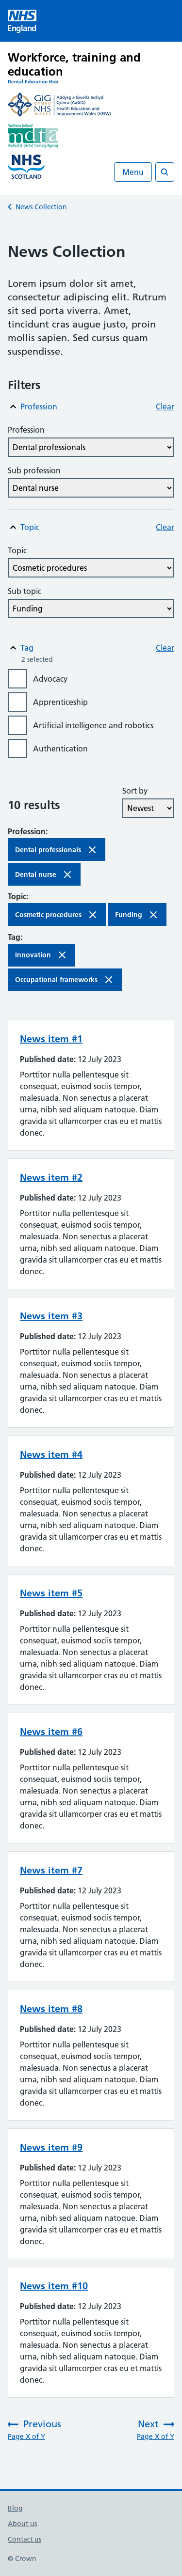 NHS
England
Workforce, training and
education
Dental Education Hub
GIG
CYMRU
NHS
WALES
Addysg a Gwella Iechyd
Cymru (AaGIC)
Health Education and Improvement
Wales (HEIW)
Northern Ireland
mdta
Medical & Dental Training Agency
NHS
SCOTLAND
Menu
News Collection
News Collection
Lorem ipsum dolor sit amet,
consectetur adipiscing elit. Rutrum
ut sed porta viverra. Orci,
tincidunt cras augue justo, proin
mollis sapien. Sed cursus quam
suspendisse.
Filters
Profession Clear
Profession
Dental professionals
Sub profession
Dental nurse
Topic Clear
Topic
Cosmetic procedures
Sub topic
Funding
Tag Clear
2 selected
Advocacy
Apprenticeship
Artificial intelligence and robotics
Authentication
Sort by
10 results Newest
Profession:
Dental professionals
Dental nurse
Topic:
Cosmetic procedures Funding
Tag:
Innovation
Occupational frameworks
News item #1
Published date: 12 July 2023
Porttitor nulla pellentesque sit
consequat, euismod sociis tempor,
malesuada. Non senectus a aliquot
urna, nibh sed aliquam natoque. Diam
gravida sit ullamcorper cras eu et mattis
donec.
News item #2
Published date: 12 July 2023
Porttitor nulla pellentesque sit
consequat, euismod sociis tempor,
malesuada. Non senectus a aliquot
urna, nibh sed aliquam natoque. Diam
gravida sit ullamcorper cras eu et mattis
donec.
News item #3
Published date: 12 July 2023
Porttitor nulla pellentesque sit
consequat, euismod sociis tempor,
malesuada. Non senectus a aliquot
urna, nibh sed aliquam natoque. Diam
gravida sit ullamcorper cras eu et mattis
donec.
News item #4
Published date: 12 July 2023
Porttitor nulla pellentesque sit
consequat, euismod sociis tempor,
malesuada. Non senectus a aliquot
urna, nibh sed aliquam natoque. Diam
gravida sit ullamcorper cras eu et mattis
donec.
News item #5
Published date: 12 July 2023
Porttitor nulla pellentesque sit
consequat, euismod sociis tempor,
malesuada. Non senectus a aliquot
urna, nibh sed aliquam natoque. Diam
gravida sit ullamcorper cras eu et mattis
donec.
News item #6
Published date: 12 July 2023
Porttitor nulla pellentesque sit
consequat, euismod sociis tempor,
malesuada. Non senectus a aliquot
urna, nibh sed aliquam natoque. Diam
gravida sit ullamcorper cras eu et mattis
donec.
News item #7
Published date: 12 July 2023
Porttitor nulla pellentesque sit
consequat, euismod sociis tempor,
malesuada. Non senectus a aliquot
urna, nibh sed aliquam natoque. Diam
gravida sit ullamcorper cras eu et mattis
donec.
News item #8
Published date: 12 July 2023
Porttitor nulla pellentesque sit
consequat, euismod sociis tempor,
malesuada. Non senectus a aliquot
urna, nibh sed aliquam natoque. Diam
gravida sit ullamcorper cras eu et mattis
donec.
News item #9
Published date: 12 July 2023
Porttitor nulla pellentesque sit
consequat, euismod sociis tempor,
malesuada. Non senectus a aliquot
urna, nibh sed aliquam natoque. Diam
gravida sit ullamcorper cras eu et mattis
donec.
News item #10
Published date: 12 July 2023
Porttitor nulla pellentesque sit
consequat, euismod sociis tempor,
malesuada. Non senectus a aliquot
urna, nibh sed aliquam natoque. Diam
gravida sit ullamcorper cras eu et mattis
donec.
Previous Next
Page X of Y Page X of Y
Blog
About us
Contact us
© Crown